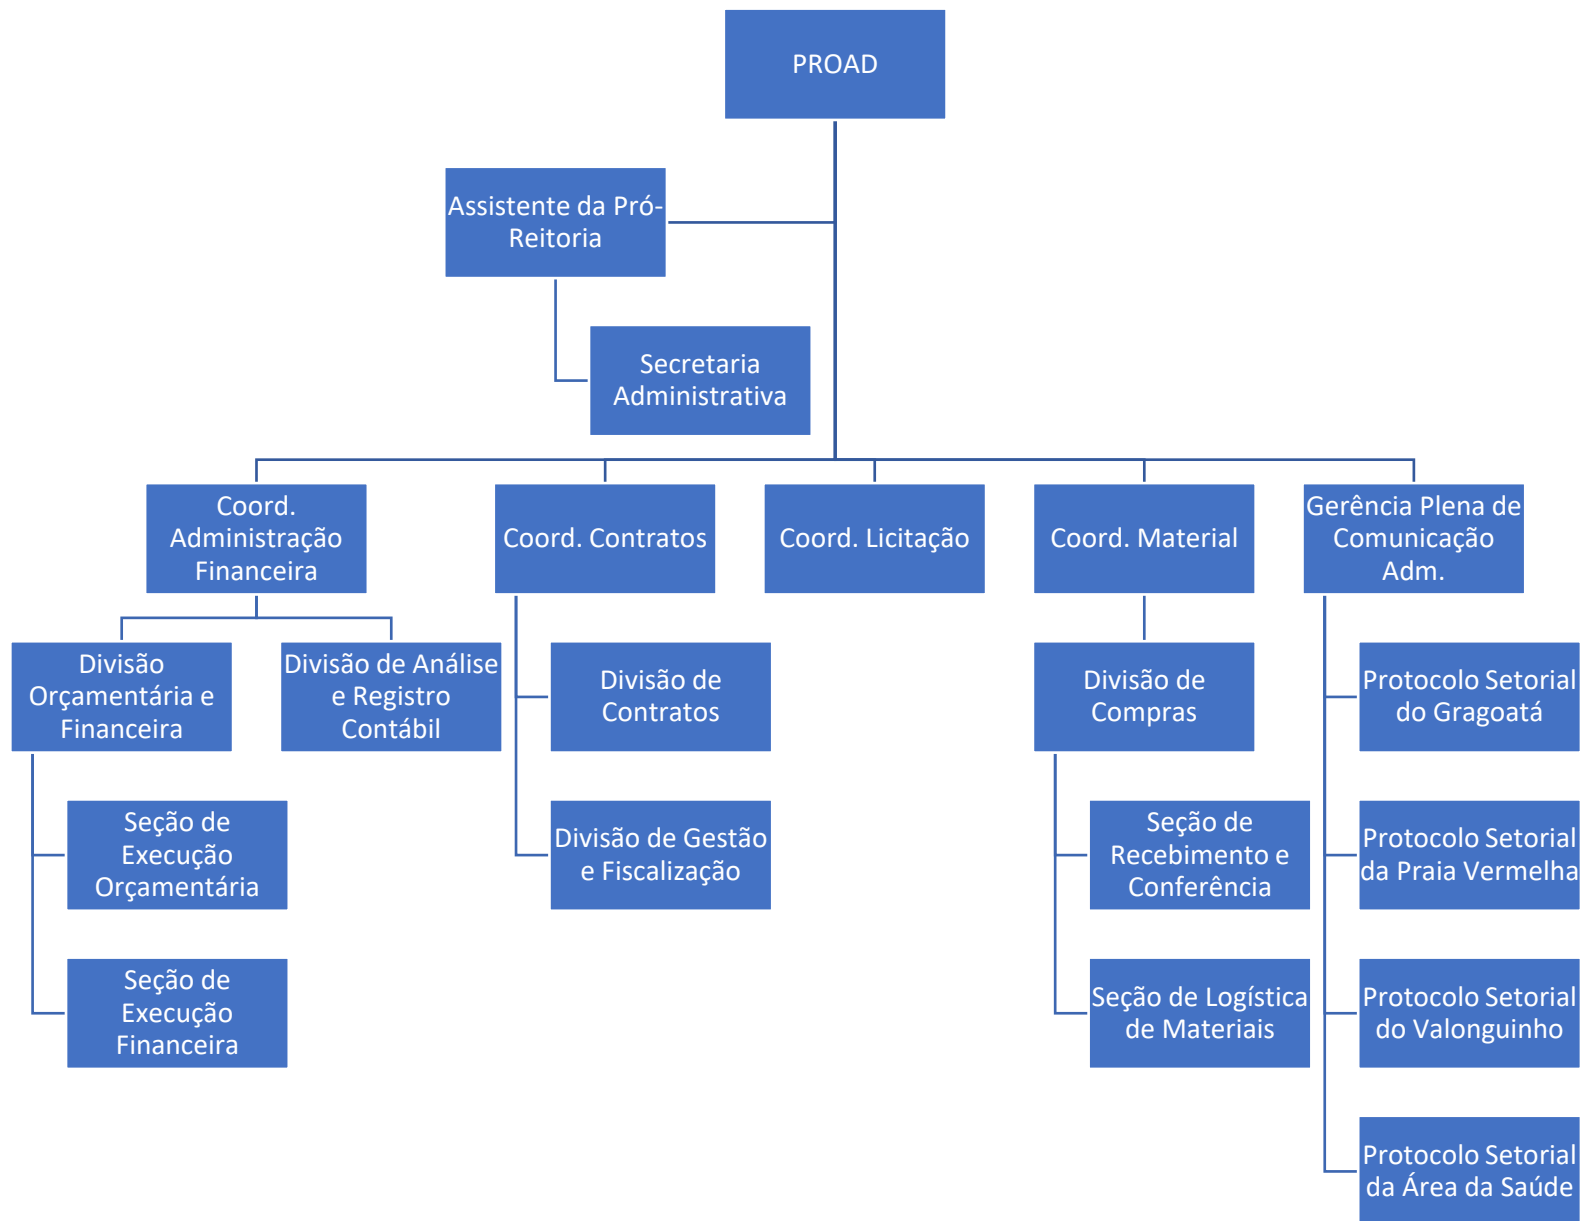 PROAD
Assistente da Pró-
Reitoria
Secretaria
Administrativa
Coord.
Administração
Financeira
Coord. Contratos
Coord. Licitação
Coord. Material
Gerência Plena de
Comunicação
Adm.
Divisão
Orçamentária e
Financeira
Divisão de Análise
e Registro
Contábil
Divisão de
Contratos
Divisão de
Compras
Protocolo Setorial
do Gragoatá
Seção de
Execução
Orçamentária
Divisão de Gestão
e Fiscalização
Seção de
Recebimento e
Conferência
Protocolo Setorial
da Praia Vermelha
Seção de
Execução
Financeira
Seção de Logística
de Materiais
Protocolo Setorial
do Valonguinho
Protocolo Setorial
da Área da Saúde